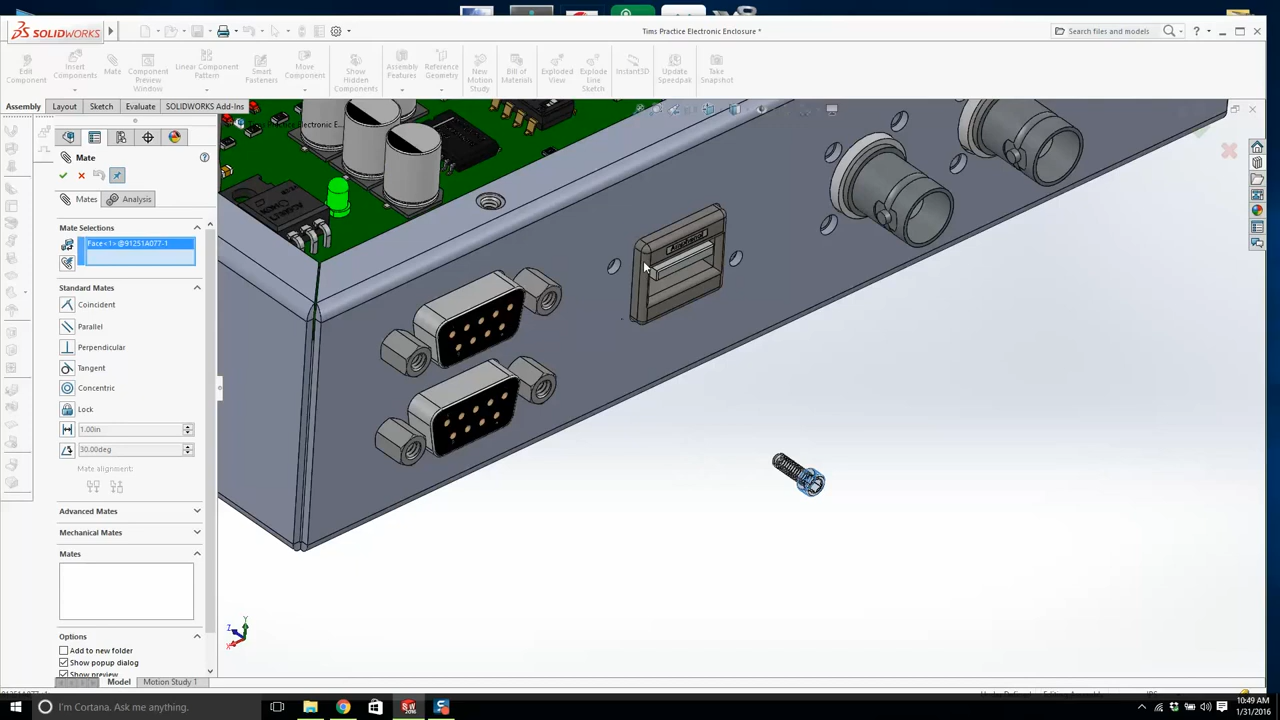 SOLIDWORKS
Tims Practice Electronic Enclosure *
Search files and models
Edit Component
Insert Components
Mate
Component Preview Window
Linear Component Pattern
Smart Fasteners
Move Component
Show Hidden Components
Assembly Features
Reference Geometry
New Motion Study
Bill of Materials
Exploded View
Explode Line Sketch
Instant3D
Update Speedpak
Take Snapshot
Assembly
Layout
Sketch
Evaluate
SOLIDWORKS Add-Ins
Practice Electronic E...
Mate
Mates
Analysis
Mate Selections
Face<1>@91251A077-1
Standard Mates
Coincident
Parallel
Perpendicular
Tangent
Concentric
Lock
1.00in
30.00deg
Mate alignment:
Advanced Mates
Mechanical Mates
Mates
Options
Add to new folder
Show popup dialog
Show preview
Model
Motion Study 1
I'm Cortana. Ask me anything.
10:49 AM
1/31/2016